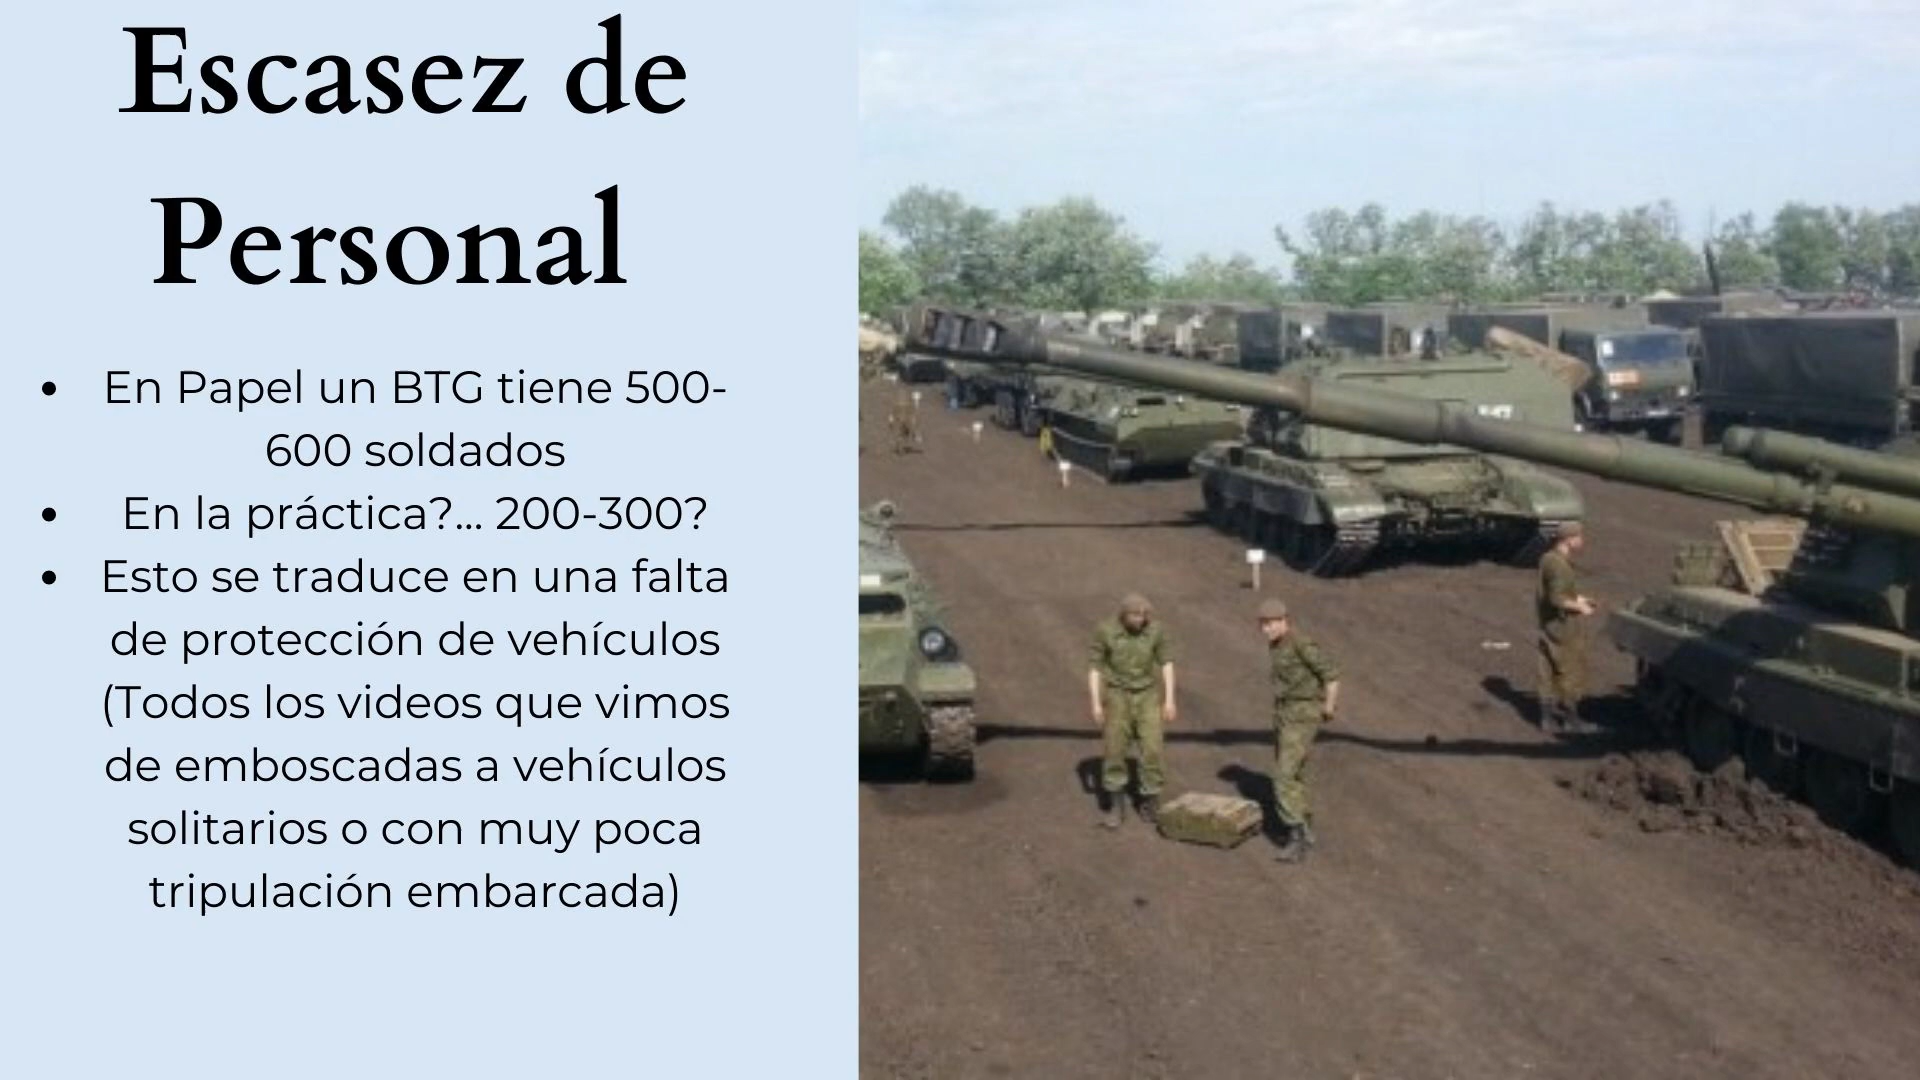 Escasez de
Personal
• En Papel un BTG tiene 500-
600 soldados
• En la práctica?... 200-300?
• Esto se traduce en una falta
de protección de vehículos
(Todos los videos que vimos
de emboscadas a vehículos
solitarios o con muy poca
tripulación embarcada)